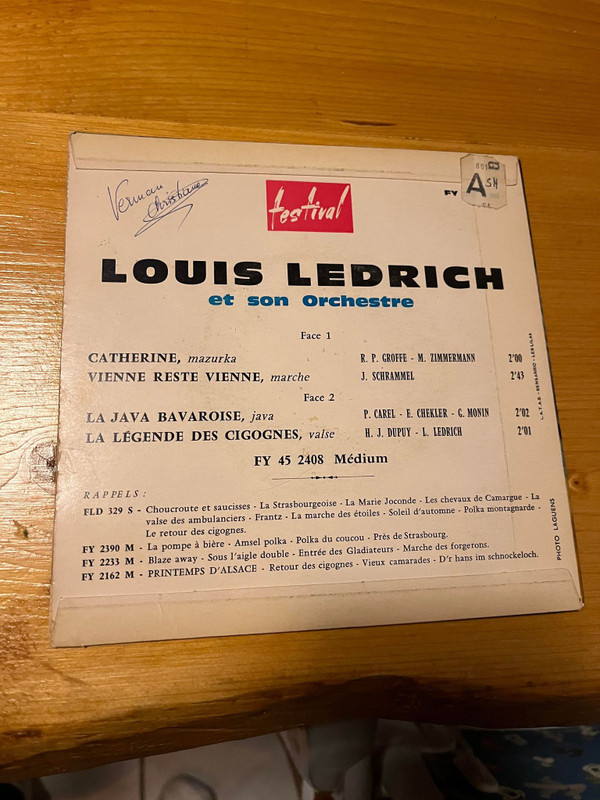 Christiane
festival
FY
A SH
LOUIS LEDRICH
et son Orchestre
Face 1
CATHERINE, mazurka R. P. GROFFE - M. ZIMMERMANN 2'00
VIENNE RESTE VIENNE, marche J. SCHRAMMEL 2'43
Face 2
LA JAVA BAVAROISE, java P. CAREL - E. CHEKLER - G. MONIN 2'02
LA LÉGENDE DES CIGOGNES, valse H. J. DUPUY - L. LEDRICH 2'01
FY 45 2408 Médium
RAPPELS :
FLD 329 S - Choucroute et saucisses - La Strasbourgeoise - La Marie Joconde - Les chevaux de Camargue - La
valse des ambulanciers - Frantz - La marche des étoiles - Soleil d'automne - Polka montagnarde -
Le retour des cigognes.
FY 2390 M - La pompe à bière - Amsel polka - Polka du coucou - Près de Strasbourg.
FY 2233 M - Blaze away - Sous l'aigle double - Entrée des Gladiateurs - Marche des forgerons.
FY 2162 M - PRINTEMPS D'ALSACE - Retour des cigognes - Vieux camarades - D'r hans im schnockeloch.
PHOTO LAGUENS